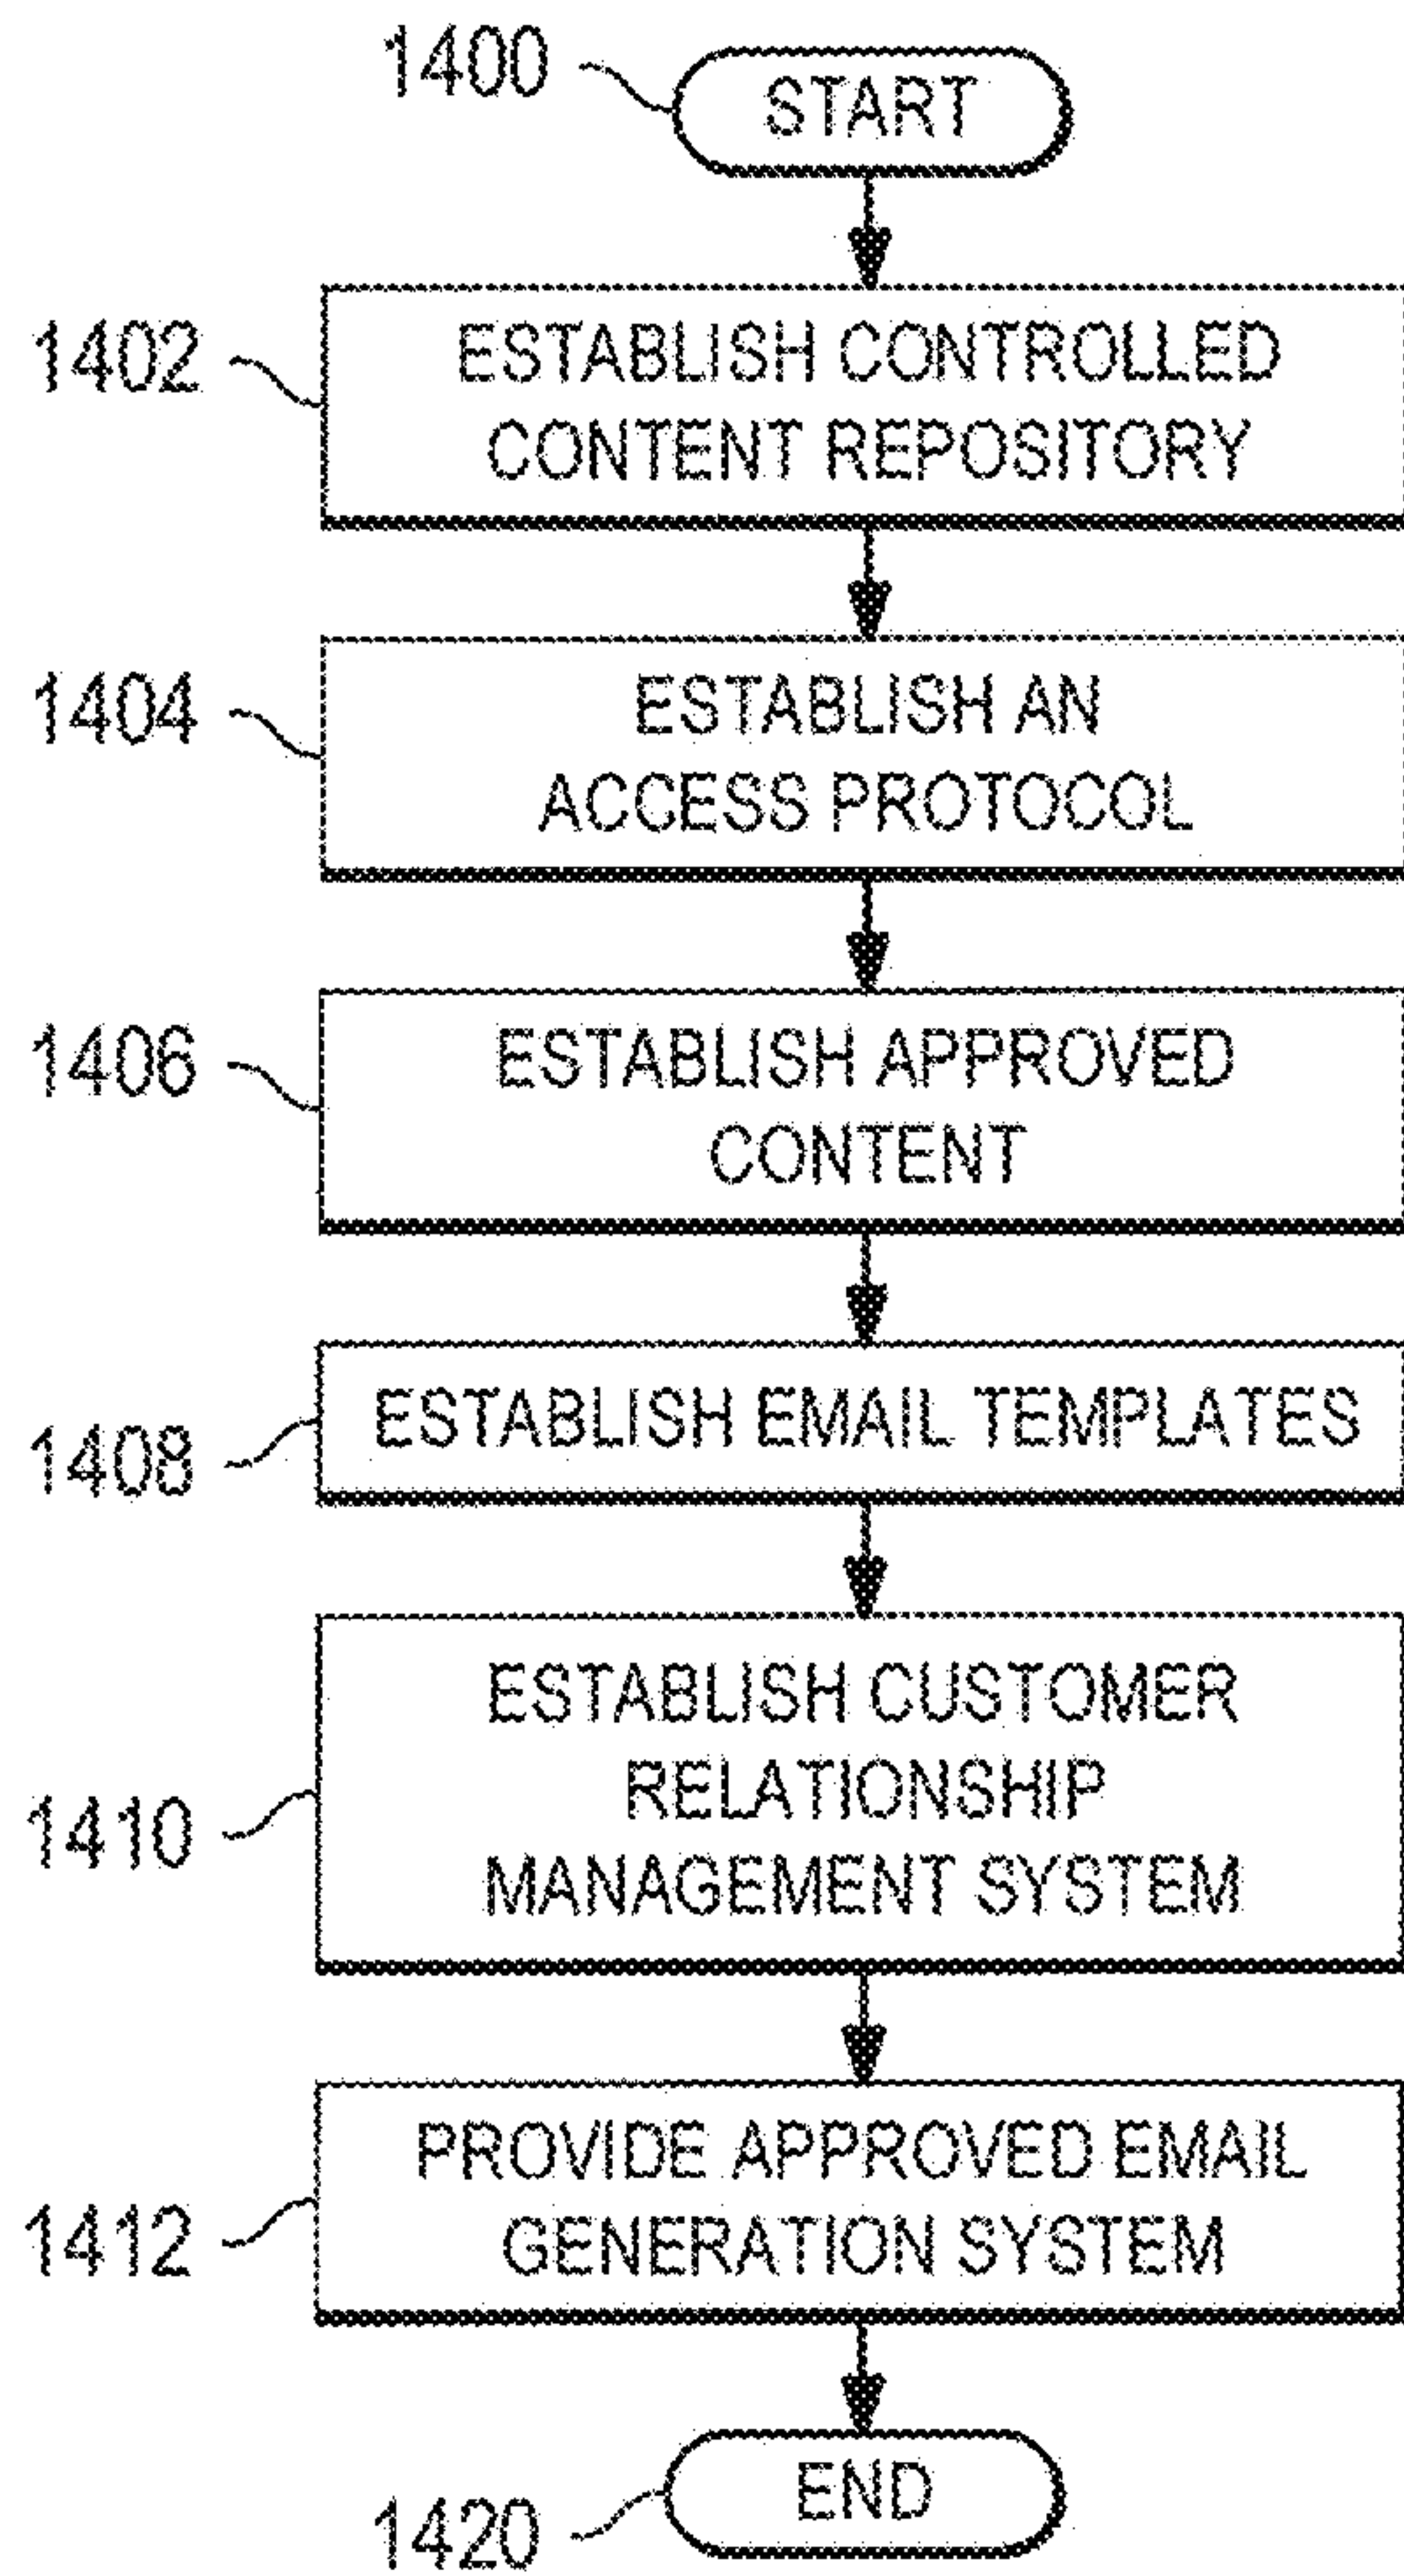 1400
START
1402
ESTABLISH CONTROLLED
CONTENT REPOSITORY
1404
ESTABLISH AN
ACCESS PROTOCOL
1406
ESTABLISH APPROVED
CONTENT
1408
ESTABLISH EMAIL TEMPLATES
1410
ESTABLISH CUSTOMER
RELATIONSHIP
MANAGEMENT SYSTEM
1412
PROVIDE APPROVED EMAIL
GENERATION SYSTEM
1420
END